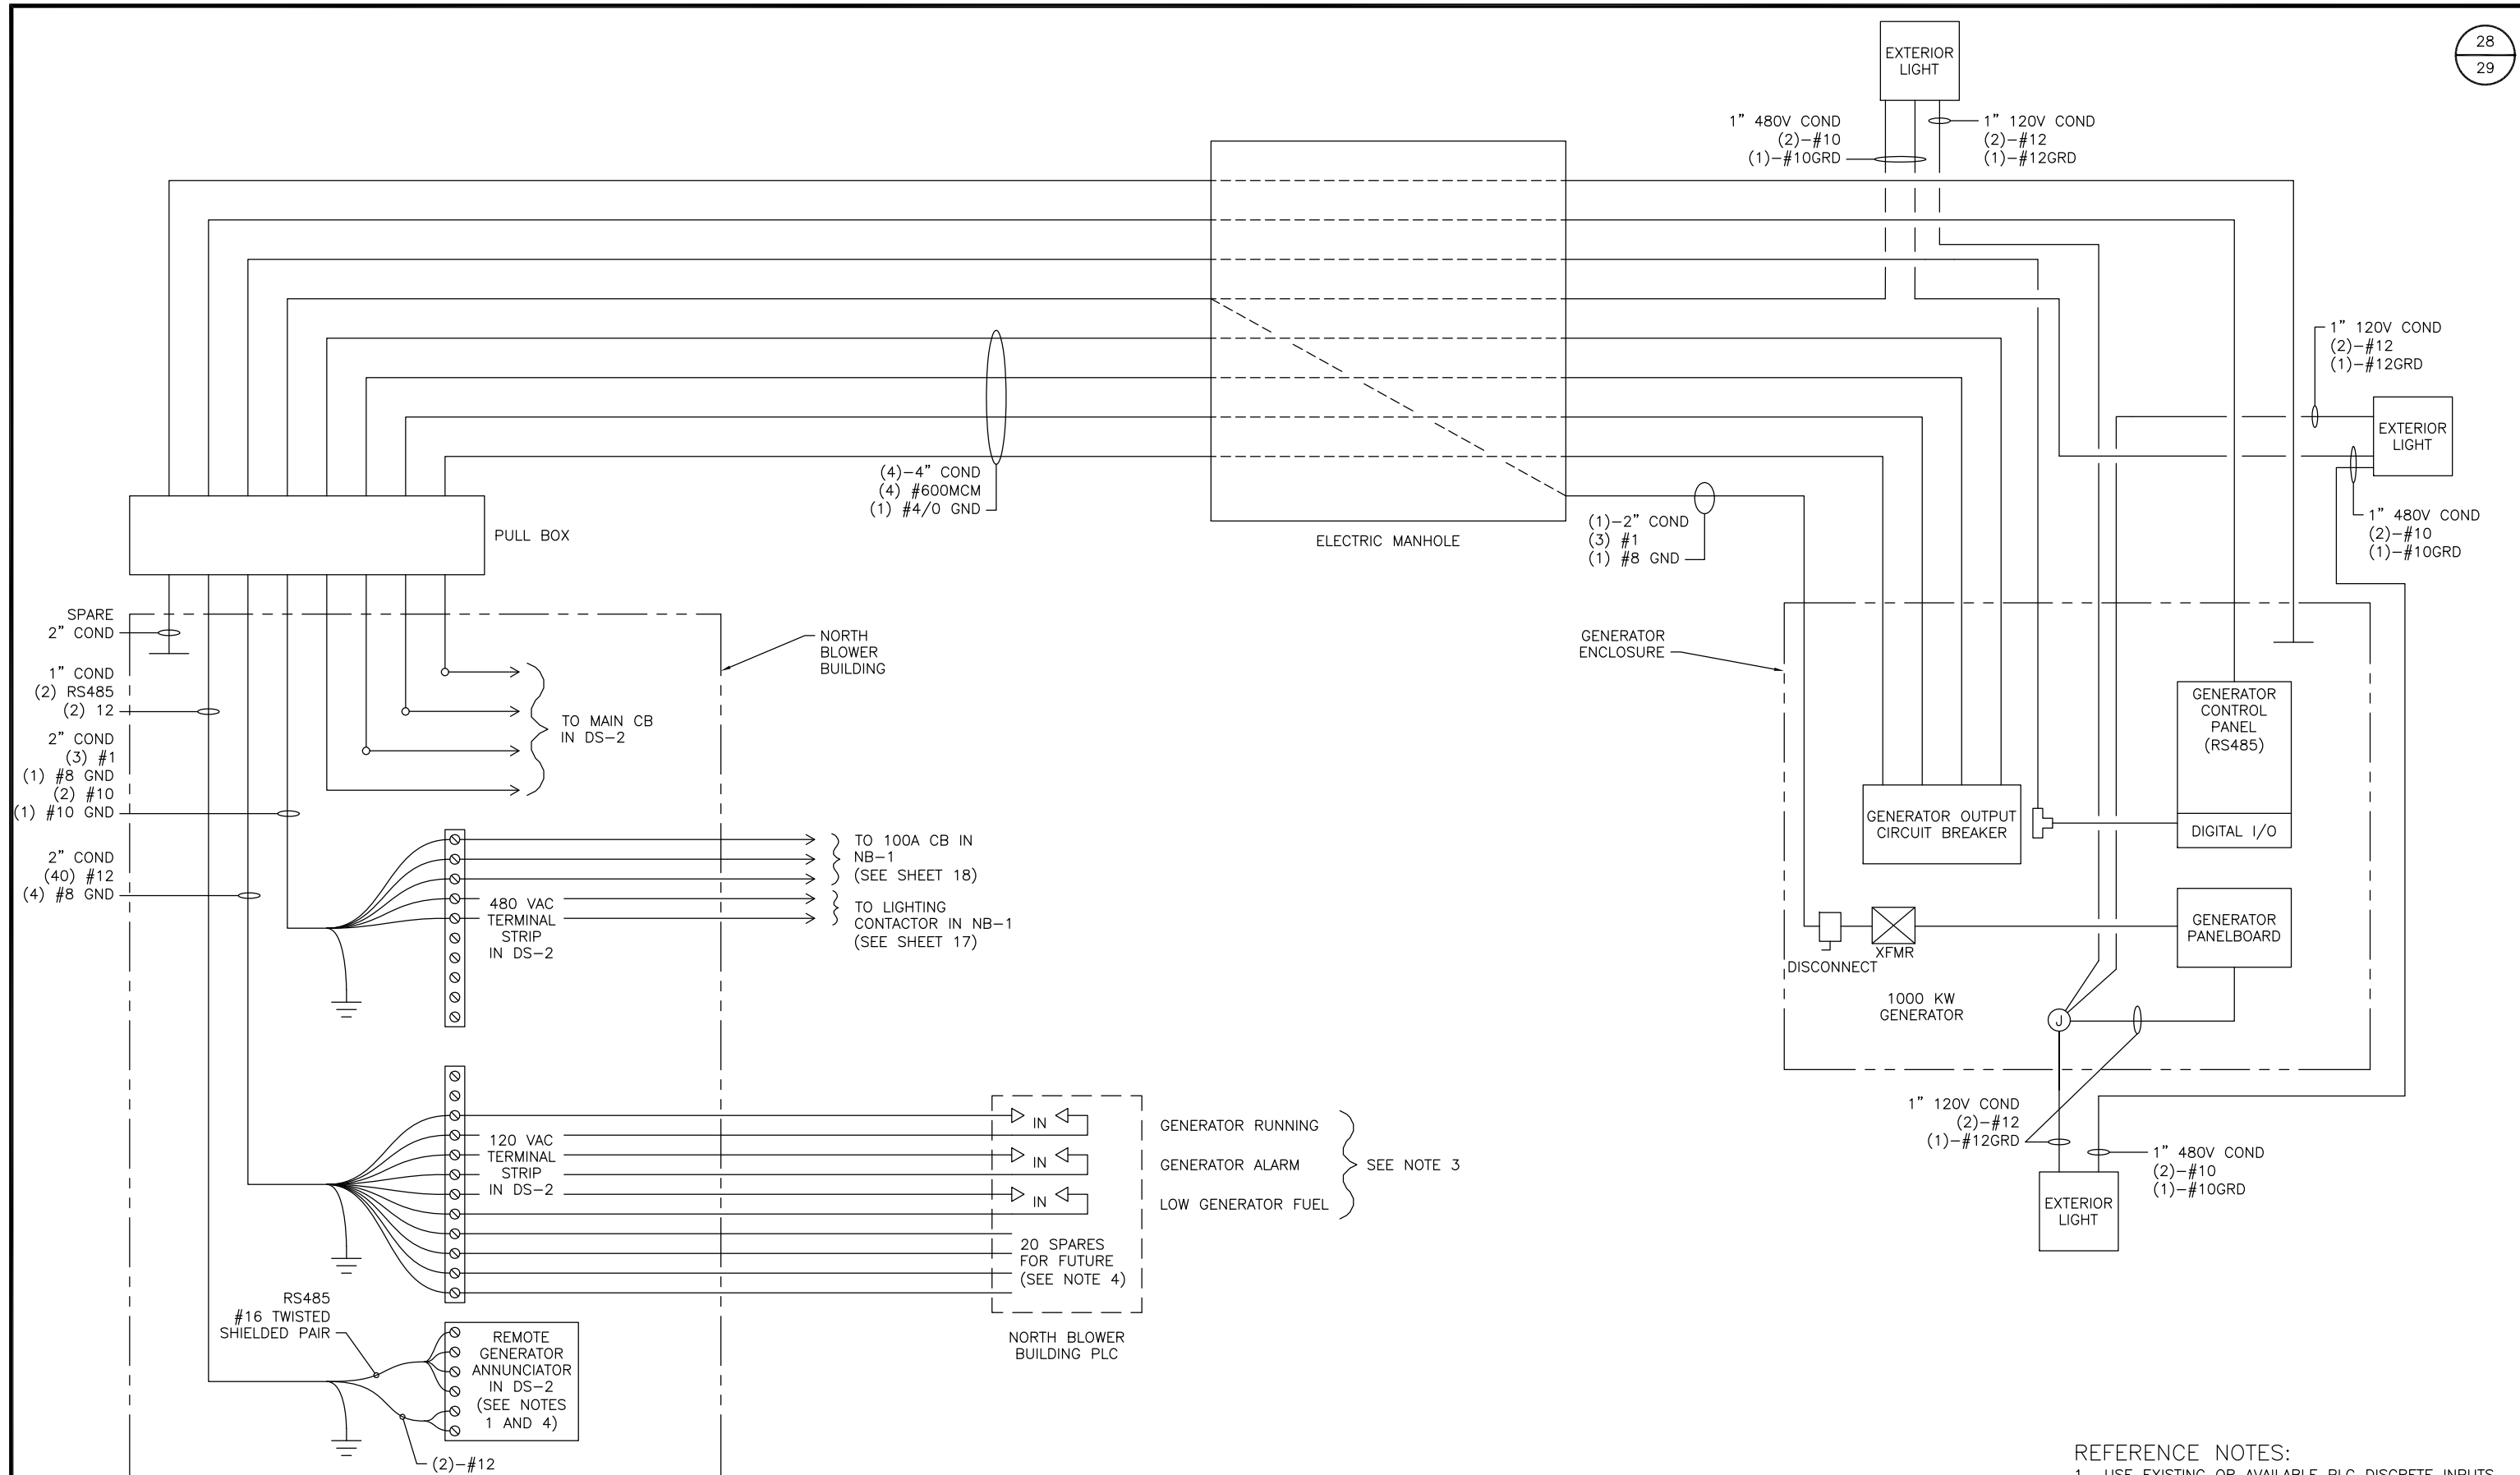 28
29
EXTERIOR
LIGHT
1” 480V COND
(2)-#10
(1)-#10GRD
1” 120V COND
(2)-#12
(1)-#12GRD
1” 120V COND
(2)-#12
(1)-#12GRD
EXTERIOR
LIGHT
1” 480V COND
(2)-#10
(1)-#10GRD
(4)-4” COND
(4) #600MCM
(1) #4/0 GND
PULL BOX
ELECTRIC MANHOLE
(1)-2” COND
(3) #1
(1) #8 GND
SPARE
2” COND
1” COND
(2) RS485
(2) 12
2” COND
(3) #1
(1) #8 GND
(2) #10
(1) #10 GND
2” COND
(40) #12
(4) #8 GND
NORTH
BLOWER
BUILDING
TO MAIN CB
IN DS-2
TO 100A CB IN
NB-1
(SEE SHEET 18)
TO LIGHTING
CONTACTOR IN NB-1
(SEE SHEET 17)
480 VAC
TERMINAL
STRIP
IN DS-2
GENERATOR
ENCLOSURE
GENERATOR
CONTROL
PANEL
(RS485)
DIGITAL I/O
GENERATOR OUTPUT
CIRCUIT BREAKER
GENERATOR
PANELBOARD
DISCONNECT
XFMR
1000 KW
GENERATOR
J
1” 120V COND
(2)-#12
(1)-#12GRD
1” 480V COND
(2)-#10
(1)-#10GRD
EXTERIOR
LIGHT
120 VAC
TERMINAL
STRIP
IN DS-2
IN
IN
IN
GENERATOR RUNNING
GENERATOR ALARM
LOW GENERATOR FUEL
SEE NOTE 3
20 SPARES
FOR FUTURE
(SEE NOTE 4)
NORTH BLOWER
BUILDING PLC
RS485
#16 TWISTED
SHIELDED PAIR
REMOTE
GENERATOR
ANNUNCIATOR
IN DS-2
(SEE NOTES
1 AND 4)
(2)-#12
REFERENCE NOTES:
1. USE EXISTING OR AVAILABLE PLC DISCRETE INPUTS